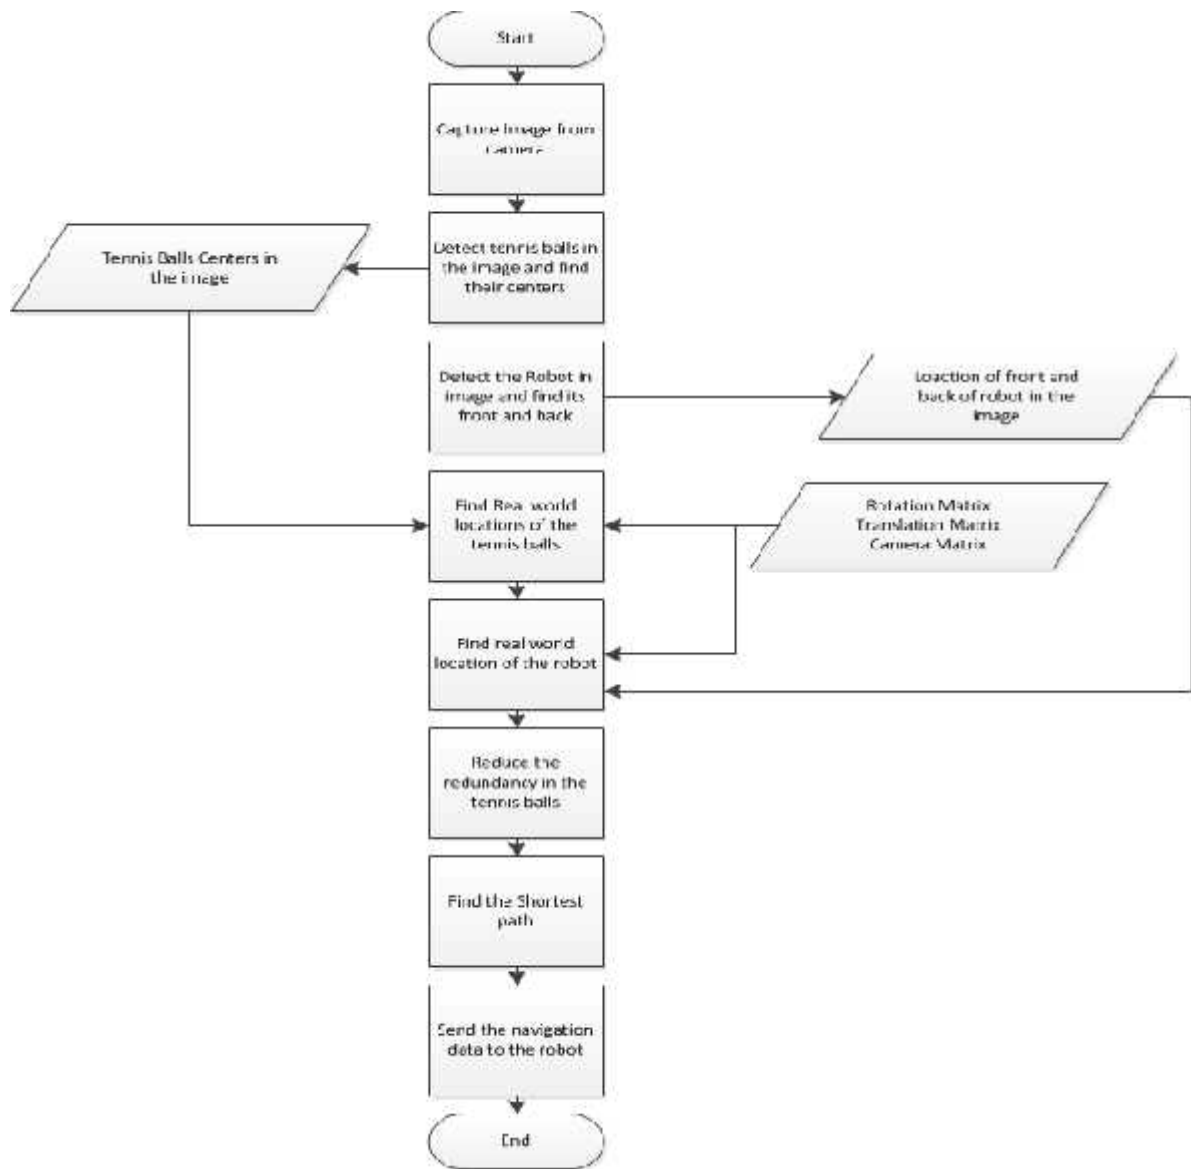 Start
Capture Image from
camera
Detect tennis balls in
the image and find
their centers
Tennis Balls Centers in
the image
Detect the Robot in
image and find its
front and back
Loaction of front and
back of robot in the
image
Find Real world
locations of the
tennis balls
Rotation Matrix
Translation Matrix
Camera Matrix
Find real world
location of the robot
Reduce the
redundancy in the
tennis balls
Find the Shortest
path
Send the navigation
data to the robot
End